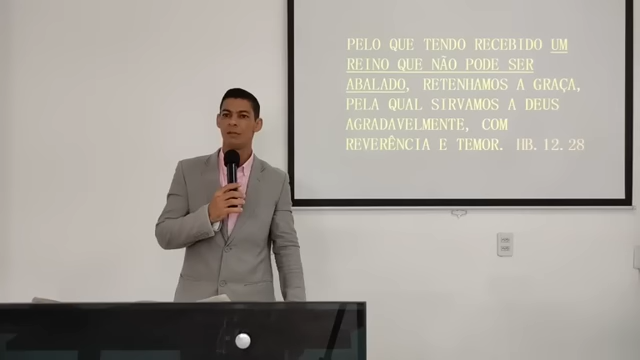 PELO QUE TENDO RECEBIDO UM
REINO QUE NÃO PODE SER
ABALADO, RETENHAMOS A GRAÇA,
PELA QUAL SIRVAMOS A DEUS
AGRADAVELMENTE, COM
REVERÊNCIA E TEMOR. HB.12.28